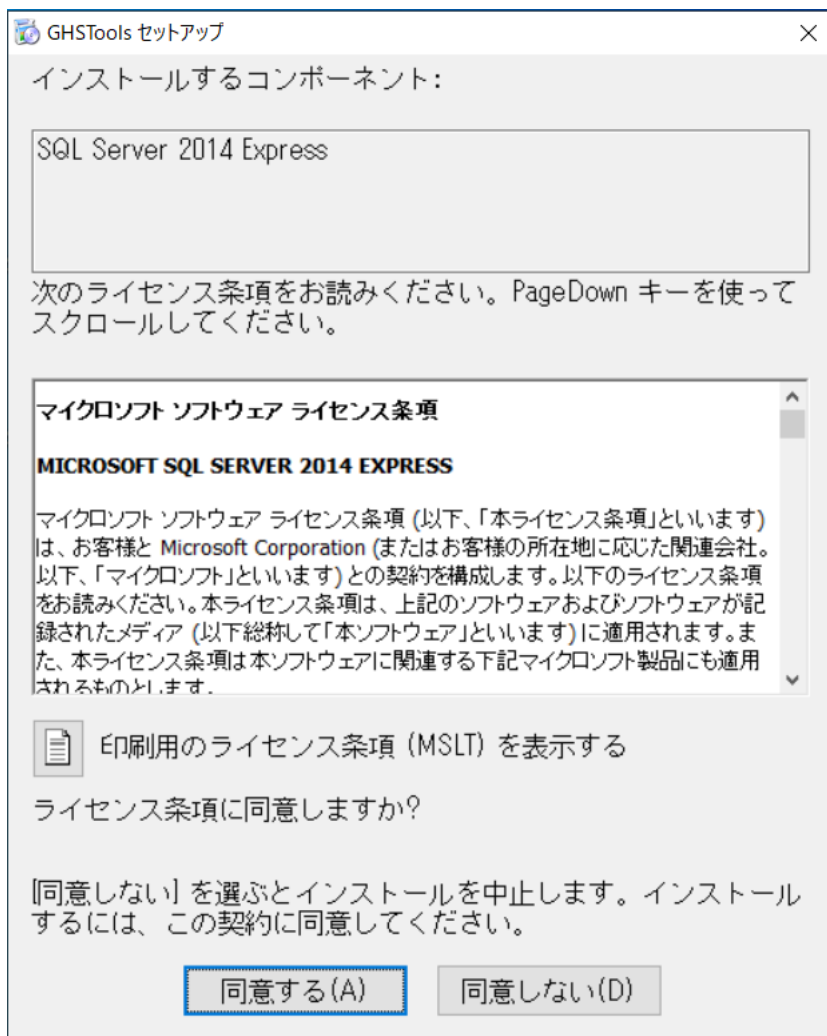 GHSTools セットアップ
インストールするコンポーネント:
SQL Server 2014 Express
次のライセンス条項をお読みください。PageDown キーを使って
スクロールしてください。
マイクロソフト ソフトウェア ライセンス条項
MICROSOFT SQL SERVER 2014 EXPRESS
マイクロソフト ソフトウェア ライセンス条項 (以下、「本ライセンス条項」といいます)
は、お客様と Microsoft Corporation (またはお客様の所在地に応じた関連会社。
以下、「マイクロソフト」といいます) との契約を構成します。以下のライセンス条項
をお読みください。本ライセンス条項は、上記のソフトウェアおよびソフトウェアが記
録されたメディア (以下総称して「本ソフトウェア」といいます) に適用されます。ま
た、本ライセンス条項は本ソフトウェアに関連する下記マイクロソフト製品にも適用
されるものとします。
印刷用のライセンス条項 (MSLT) を表示する
ライセンス条項に同意しますか?
[同意しない] を選ぶとインストールを中止します。インストール
するには、この契約に同意してください。
同意する(A)
同意しない(D)